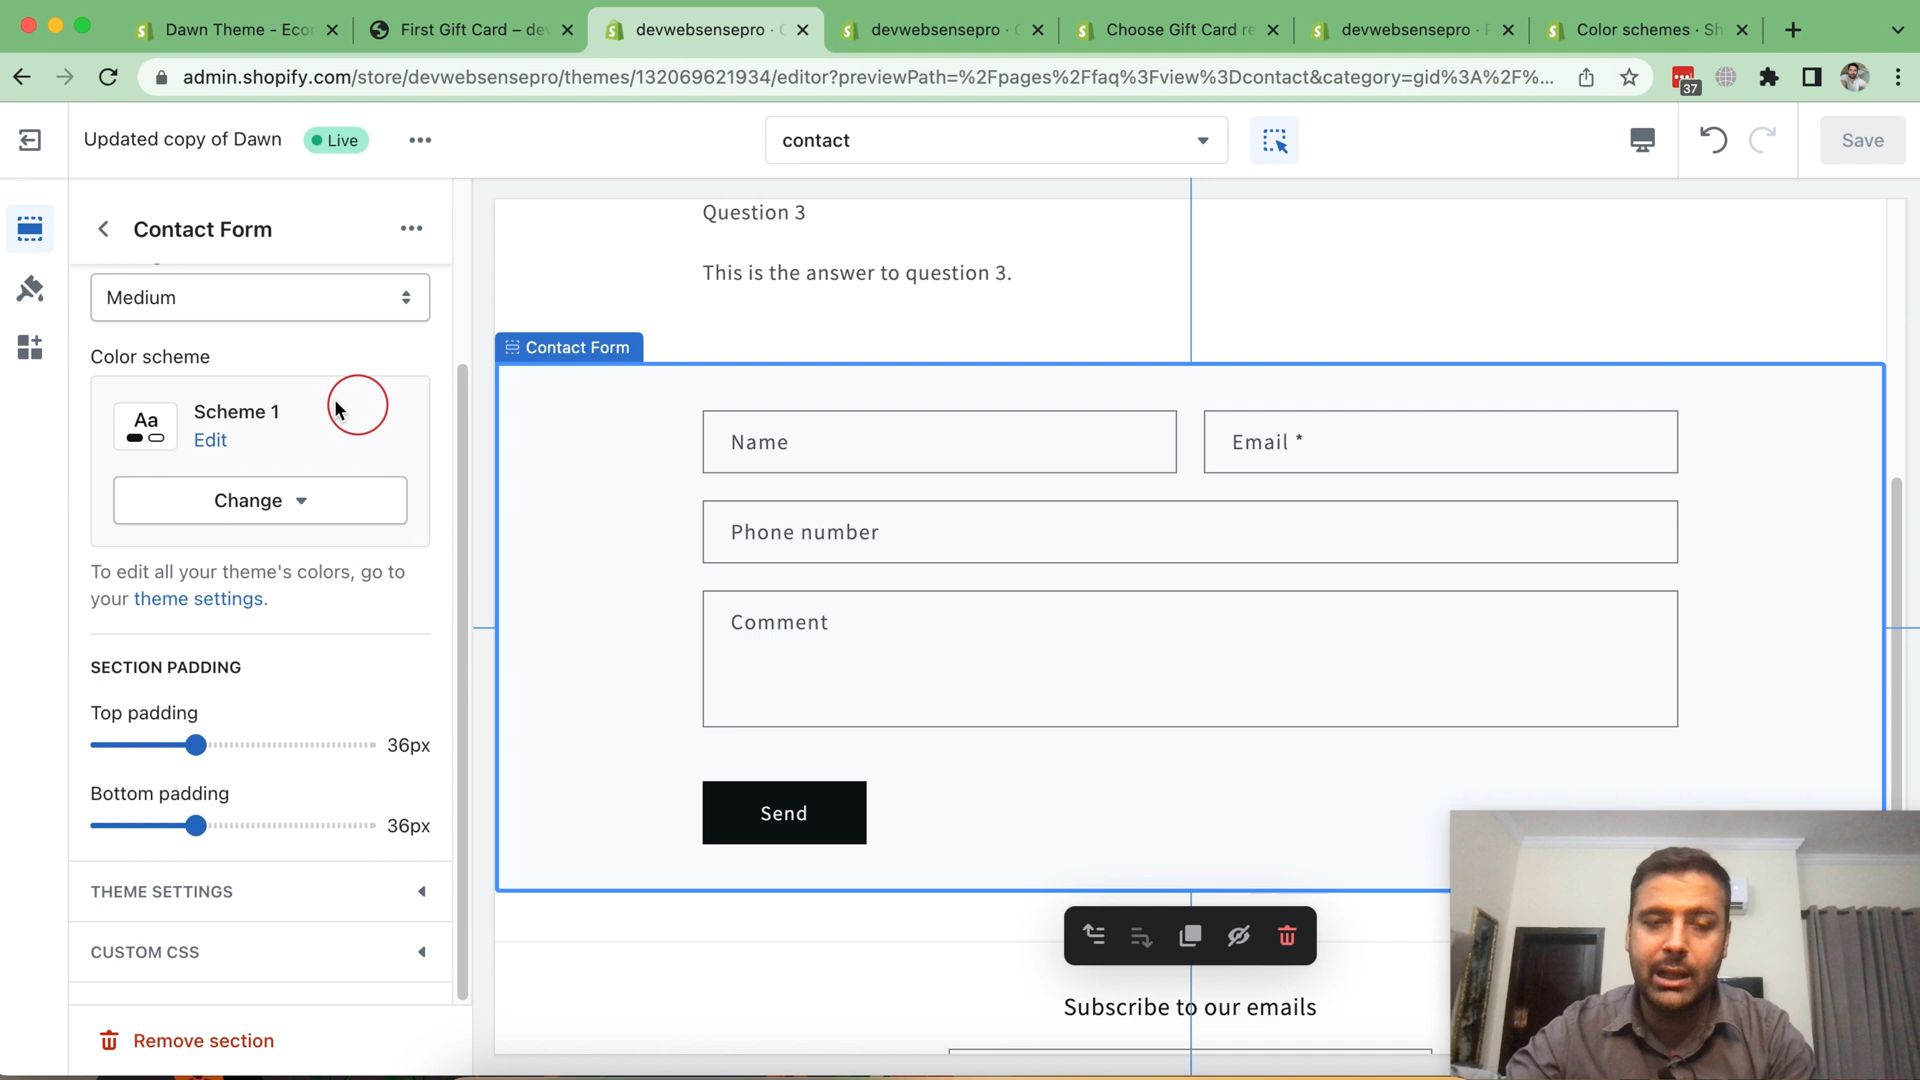 Dawn Theme - Ecor
First Gift Card – dev
devwebsensepro · C
devwebsensepro · C
Choose Gift Card re
devwebsensepro · P
Color schemes · Sh
admin.shopify.com/store/devwebsensepro/themes/132069621934/editor?previewPath=%2Fpages%2Ffaq%3Fview%3Dcontact&category=gid%3A%2F%...
37
Updated copy of Dawn
Live
contact
Save
Contact Form
Medium
Color scheme
Aa
Scheme 1
Edit
Change
To edit all your theme's colors, go to
your theme settings.
SECTION PADDING
Top padding
36px
Bottom padding
36px
THEME SETTINGS
CUSTOM CSS
Remove section
Question 3
This is the answer to question 3.
Contact Form
Name
Email *
Phone number
Comment
Send
Subscribe to our emails